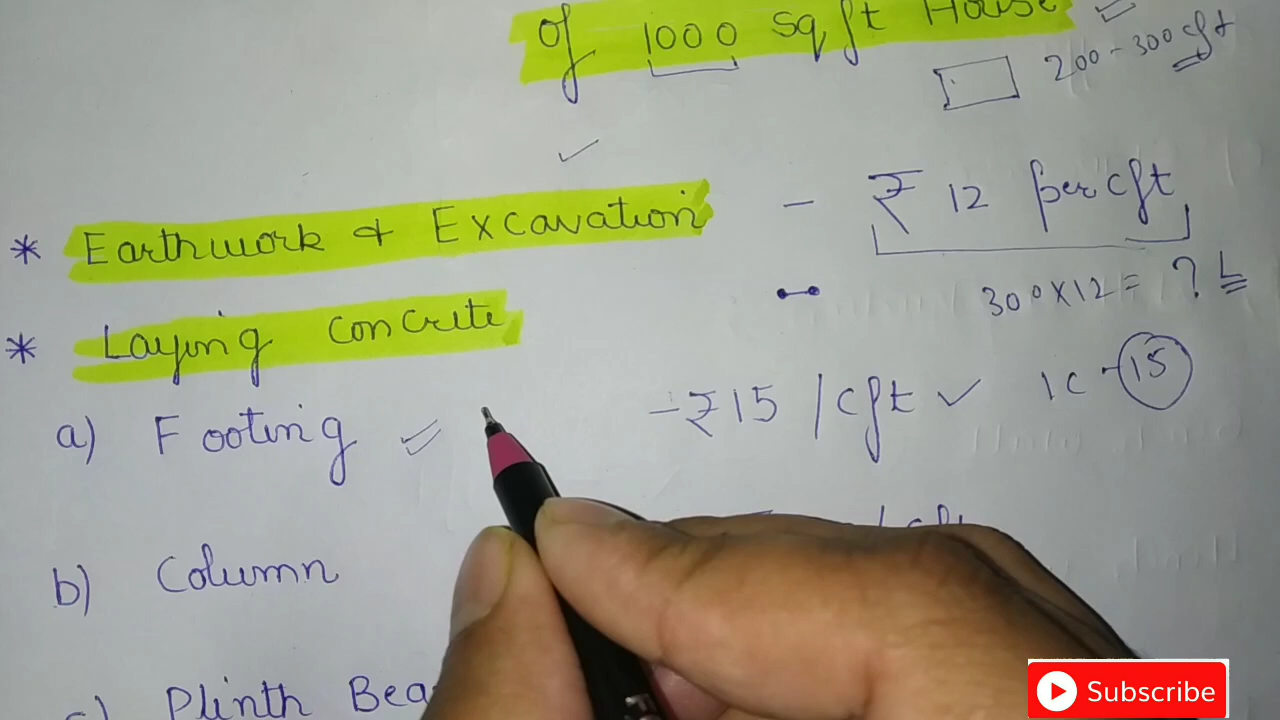 Of 1000 Sq ft House
200 - 300 cft
* Earthwork & Excavation - ₹ 12 per cft
300×12 = ?
* Laying concrete
a) Footing - ₹15 / cft 1C - 15
b) Column / cft
c) Plinth
Subscribe